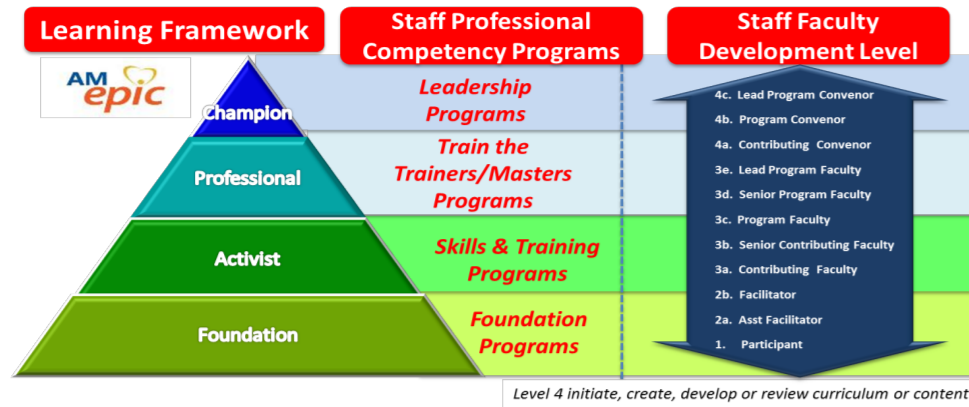 Learning Framework
Staff Professional
Competency Programs
Staff Faculty
Development Level
AM
epic
Champion
Professional
Activist
Foundation
Leadership
Programs
Train the
Trainers/Masters
Programs
Skills & Training
Programs
Foundation
Programs
4c. Lead Program Convenor
4b. Program Convenor
4a. Contributing Convenor
3e. Lead Program Faculty
3d. Senior Program Faculty
3c. Program Faculty
3b. Senior Contributing Faculty
3a. Contributing Faculty
2b. Facilitator
2a. Asst Facilitator
1. Participant
Level 4 initiate, create, develop or review curriculum or content